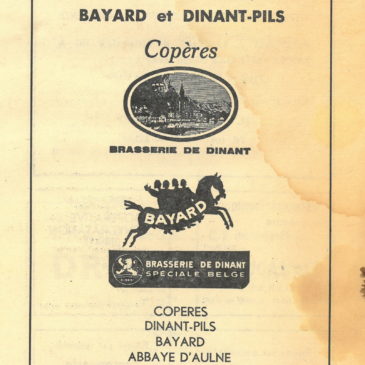 BAYARD et DINANT-PILS
Copères
BRASSERIE DE DINANT
BAYARD
BRASSERIE DE DINANT
SPÉCIALE BELGE
COPERES
DINANT-PILS
BAYARD
ABBAYE D'AULNE